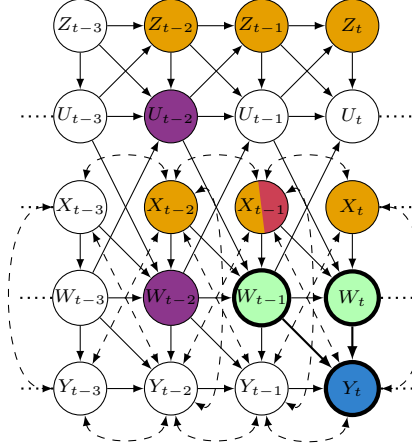 Z_{t−3} Z_{t−2} Z_{t−1} Z_t
U_{t−3} U_{t−2} U_{t−1} U_t
X_{t−3} X_{t−2} X_{t−1} X_t
W_{t−3} W_{t−2} W_{t−1} W_t
Y_{t−3} Y_{t−2} Y_{t−1} Y_t